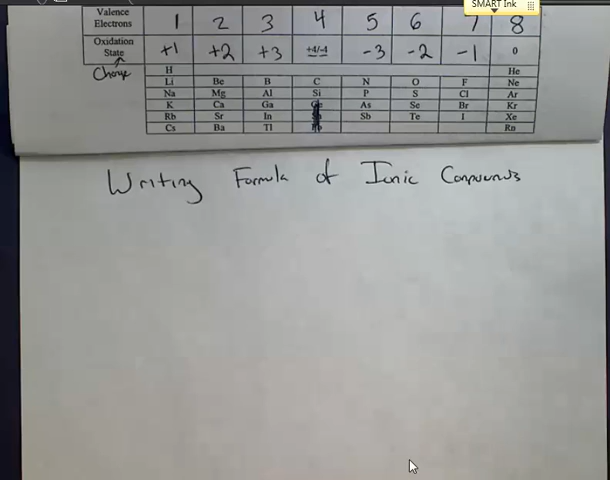 SMART Ink
Valence Electrons 1 2 3 4 5 6 7 8
Oxidation State +1 +2 +3 +4/-4 -3 -2 -1 0
Charge H He
Li Be B C N O F Ne
Na Mg Al Si P S Cl Ar
K Ca Ga As Se Br Kr
Rb Sr In Sb Te I Xe
Cs Ba Tl Rn
Writing Formula of Ionic Compounds